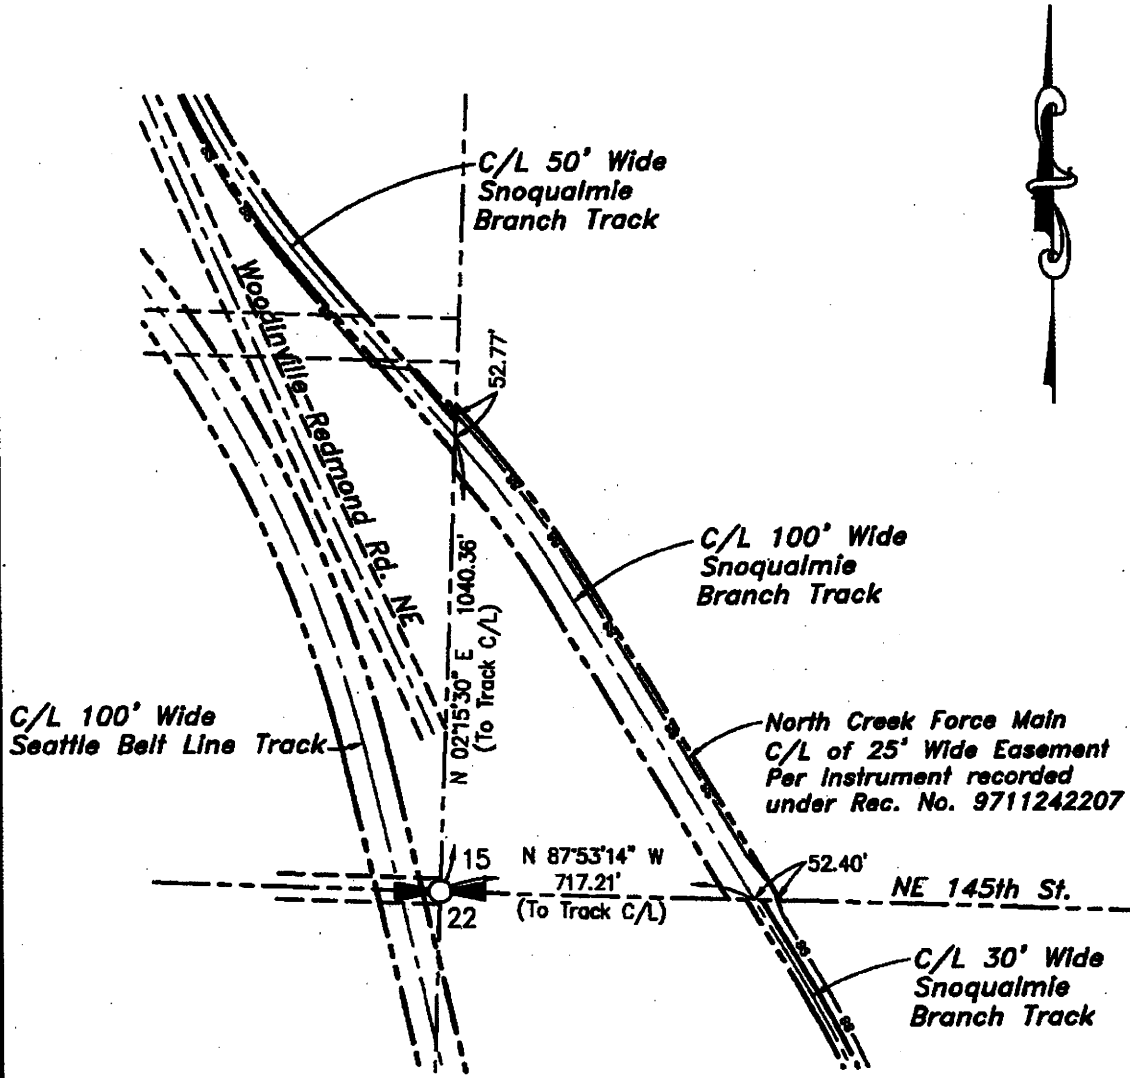 C/L 50' Wide
Snoqualmie
Branch Track
Woodinville-Redmond Rd. NE
52.77'
C/L 100' Wide
Snoqualmie
Branch Track
N 02°15'30" E 1040.36'
(To Track C/L)
C/L 100' Wide
Seattle Belt Line Track
North Creek Force Main
C/L of 25' Wide Easement
Per Instrument recorded
under Rec. No. 9711242207
15
22
N 87°53'14" W
717.21'
(To Track C/L)
52.40'
NE 145th St.
C/L 30' Wide
Snoqualmie
Branch Track